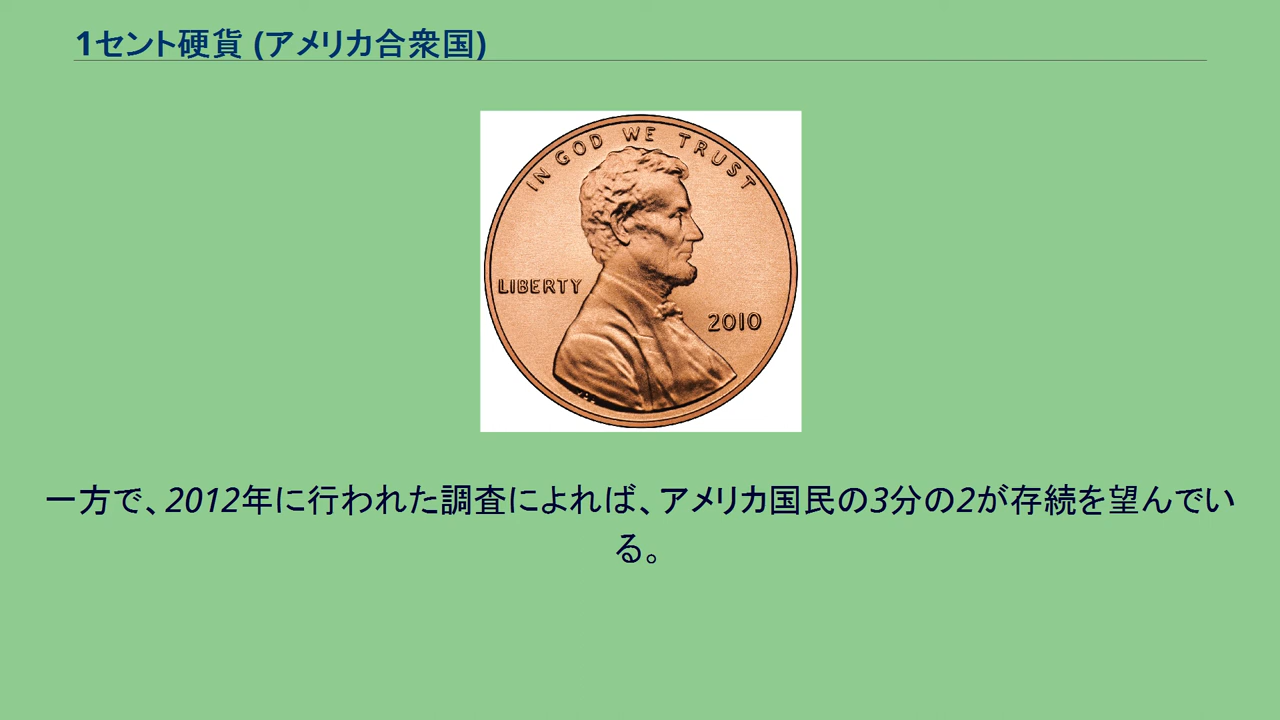 1セント硬貨 (アメリカ合衆国)
IN GOD WE TRUST
LIBERTY
2010
一方で、2012年に行われた調査によれば、アメリカ国民の3分の2が存続を望んでい
る。